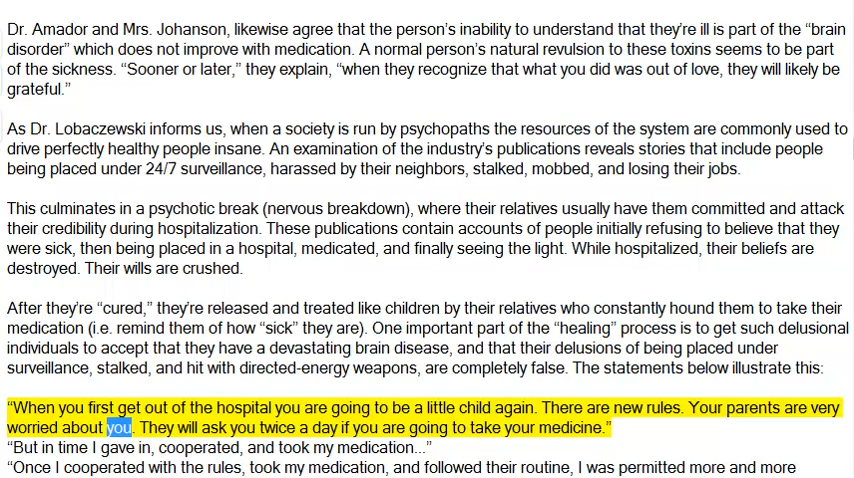 Dr. Amador and Mrs. Johanson, likewise agree that the person's inability to understand that they're ill is part of the “brain
disorder” which does not improve with medication. A normal person's natural revulsion to these toxins seems to be part
of the sickness. “Sooner or later,” they explain, “when they recognize that what you did was out of love, they will likely be
grateful.”
As Dr. Lobaczewski informs us, when a society is run by psychopaths the resources of the system are commonly used to
drive perfectly healthy people insane. An examination of the industry's publications reveals stories that include people
being placed under 24/7 surveillance, harassed by their neighbors, stalked, mobbed, and losing their jobs.
This culminates in a psychotic break (nervous breakdown), where their relatives usually have them committed and attack
their credibility during hospitalization. These publications contain accounts of people initially refusing to believe that they
were sick, then being placed in a hospital, medicated, and finally seeing the light. While hospitalized, their beliefs are
destroyed. Their wills are crushed.
After they're “cured,” they're released and treated like children by their relatives who constantly hound them to take their
medication (i.e. remind them of how “sick” they are). One important part of the “healing” process is to get such delusional
individuals to accept that they have a devastating brain disease, and that their delusions of being placed under
surveillance, stalked, and hit with directed-energy weapons, are completely false. The statements below illustrate this:
“When you first get out of the hospital you are going to be a little child again. There are new rules. Your parents are very
worried about you. They will ask you twice a day if you are going to take your medicine.”
“But in time I gave in, cooperated, and took my medication...”
“Once I cooperated with the rules, took my medication, and followed their routine, I was permitted more and more